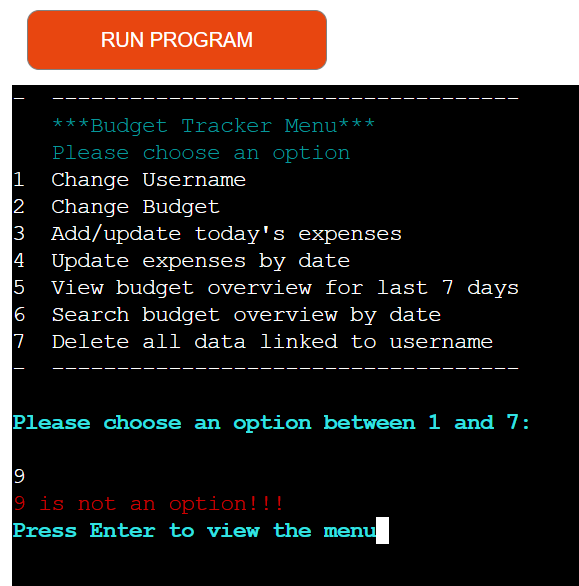 RUN PROGRAM
-  ------------------------------------
***Budget Tracker Menu***
Please choose an option
1  Change Username
2  Change Budget
3  Add/update today's expenses
4  Update expenses by date
5  View budget overview for last 7 days
6  Search budget overview by date
7  Delete all data linked to username
-  ------------------------------------
Please choose an option between 1 and 7:
9
9 is not an option!!!
Press Enter to view the menu